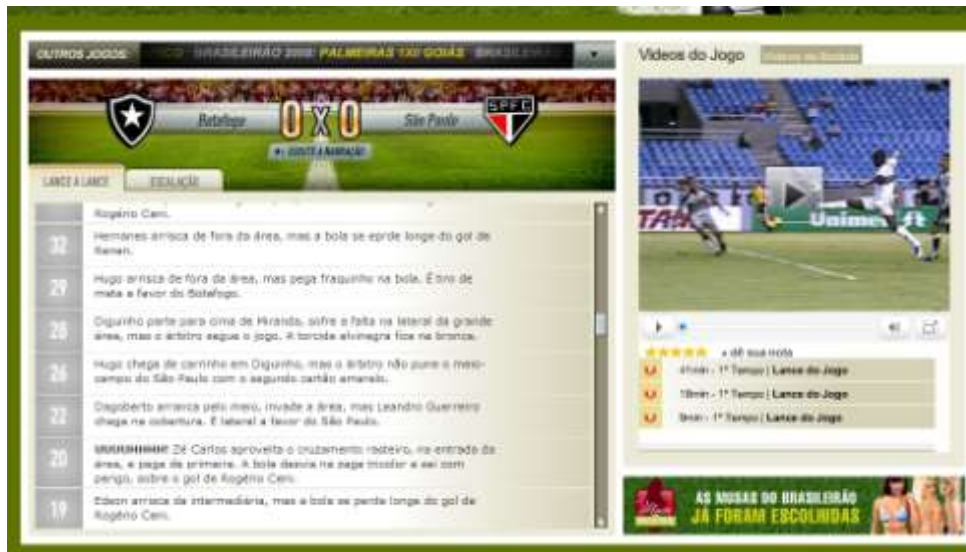 OUTROS JOGOS:
BRASILEIRÃO 2008: PALMEIRAS 1X0 GOIÁS
Botafogo 0 X 0 São Paulo
SPFC
LANCE A LANCE ESCALAÇÃO
Rogério Ceni.
32 Hernanes arrisca de fora da área, mas a bola se eprde longe do gol de
Renan.
29 Hugo arrisca de fora da área, mas pega fraquinho na bola. É tiro de
meta a favor do Botafogo.
28 Diguinho parte para cima de Miranda, sofre a falta na lateral da grande
área, mas o árbitro segue o jogo. A torcida alvinegra fica na bronca.
26 Hugo chega de carrinho em Diguinho, mas o árbitro não pune o meio-
campo do São Paulo com o segundo cartão amarelo.
22 Dagoberto arranca pelo meio, invade a área, mas Leandro Guerreiro
chega na cobertura. É lateral a favor do São Paulo.
20 Zé Carlos aproveita o cruzamento rasteiro, na entrada da
área, e pega de primeira. A bola desvia na zaga tricolor e sai com
perigo, sobre o gol de Rogério Ceni.
19 Edson arrisca da intermediária, mas a bola se perde longe do gol de
Rogério Ceni.
Videos do Jogo
Unimed
dê sua nota
41min - 1º Tempo | Lance do Jogo
18min - 1º Tempo | Lance do Jogo
9min - 1º Tempo | Lance do Jogo
AS MUSAS DO BRASILEIRÃO
JÁ FORAM ESCOLHIDAS